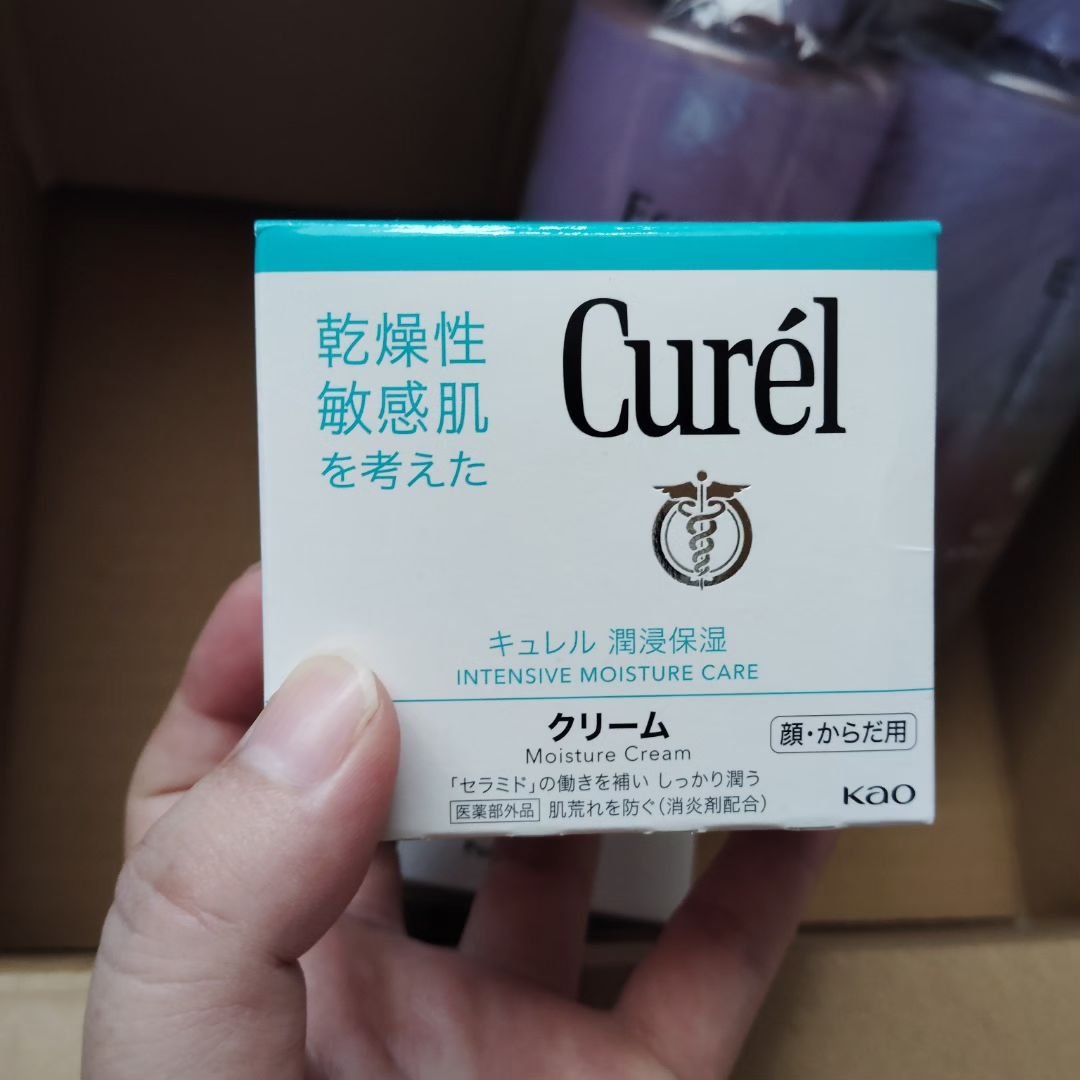 乾燥性
敏感肌
を考えた
Curél
キュレル 潤浸保湿
INTENSIVE MOISTURE CARE
クリーム
Moisture Cream
顔・からだ用
「セラミド」の働きを補い しっかり潤う
医薬部外品 肌荒れを防ぐ(消炎剤配合)
Kao